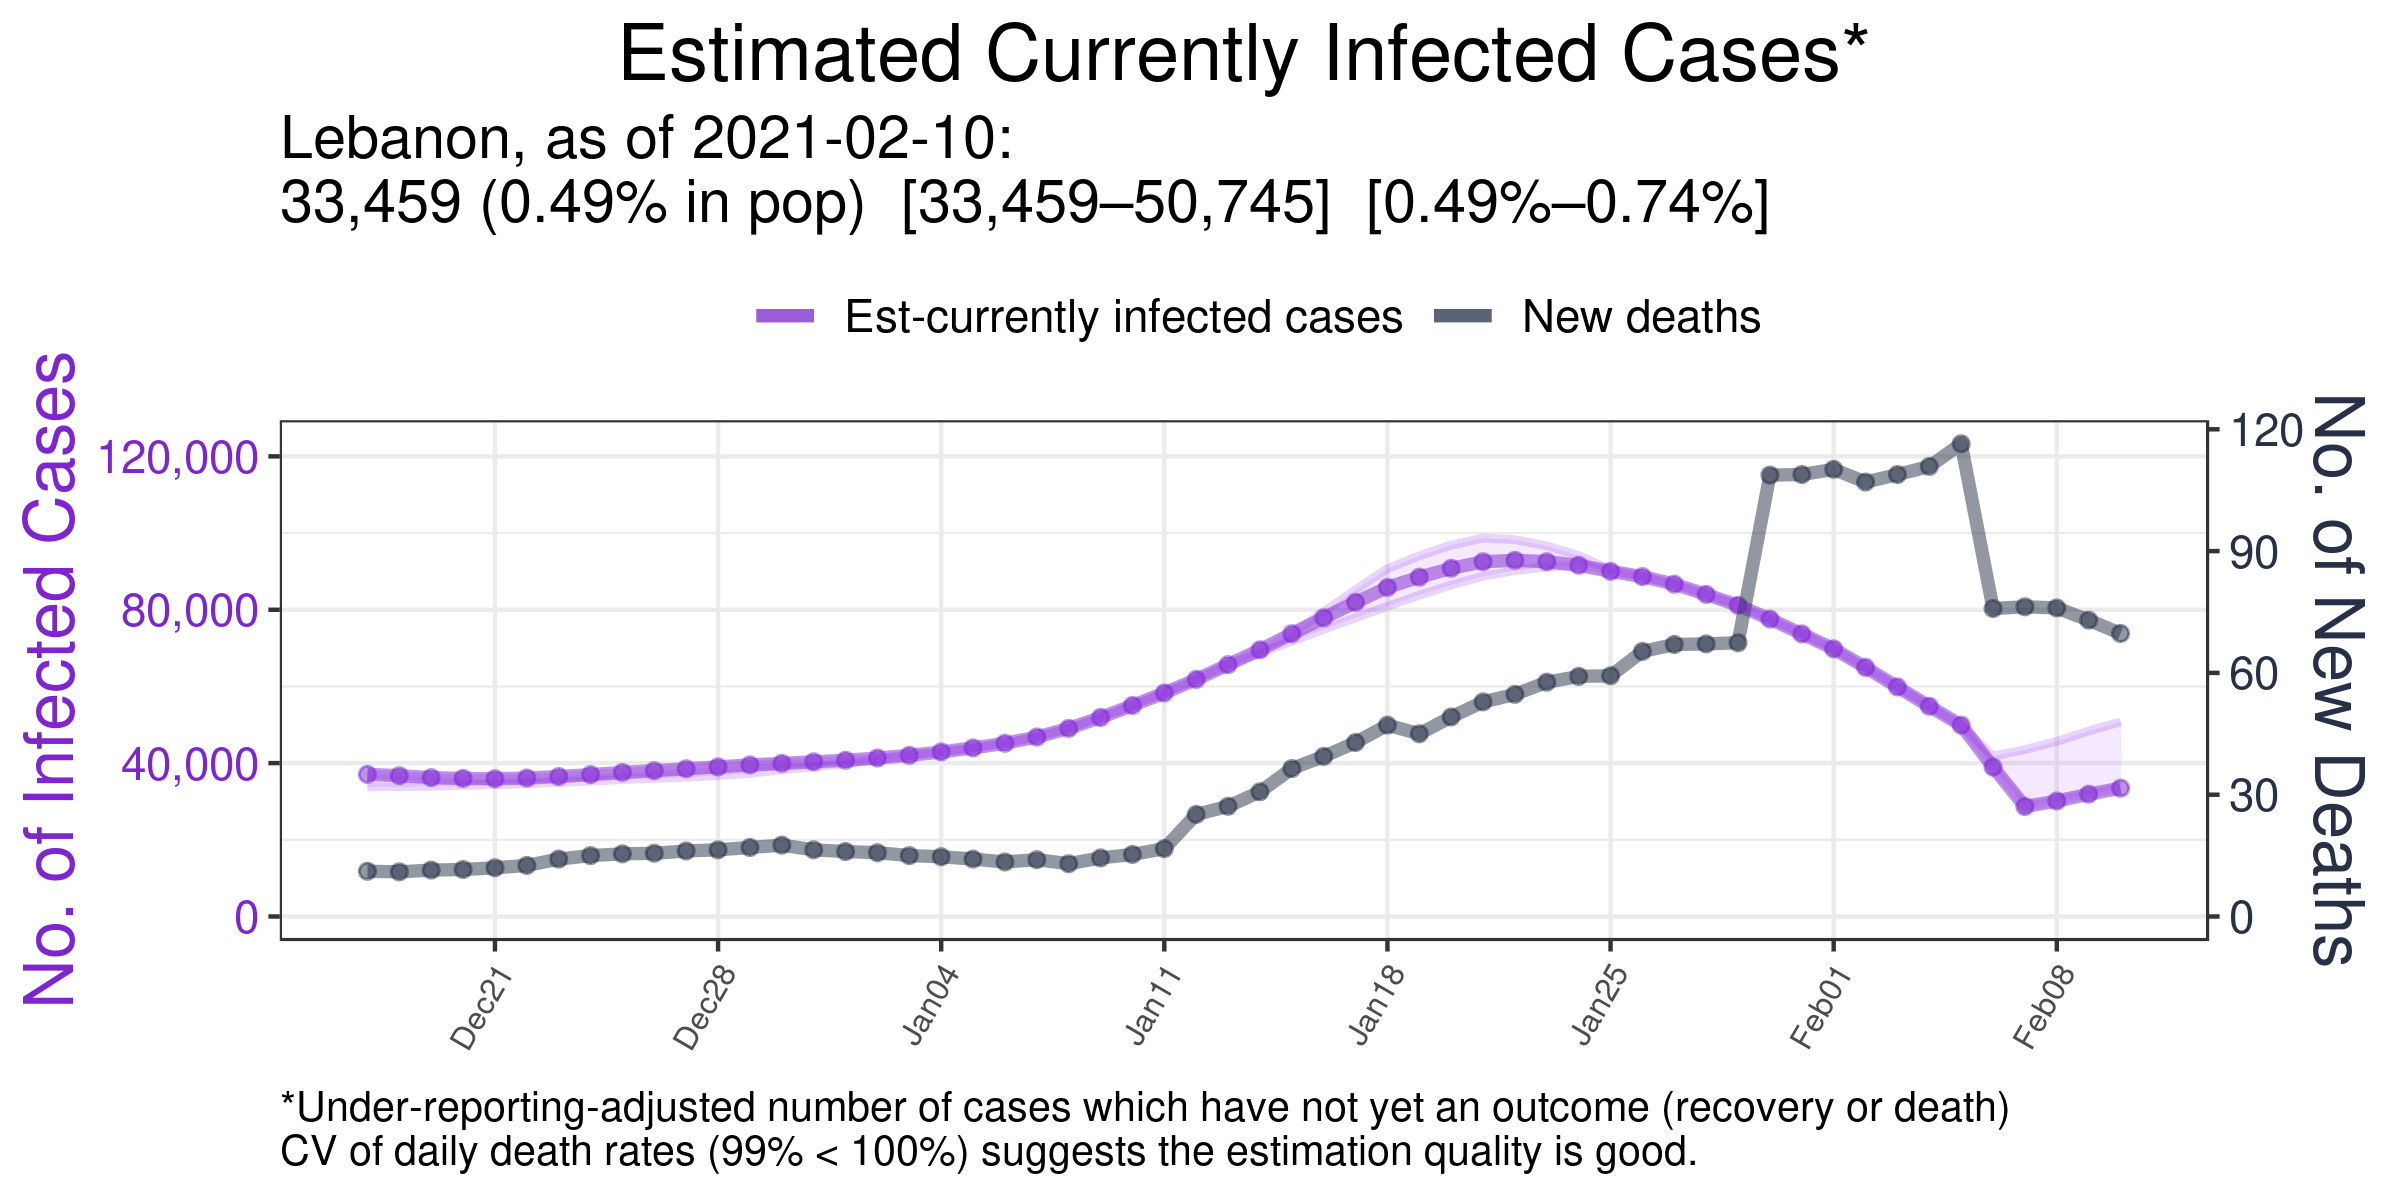 Estimated Currently Infected Cases*
Lebanon, as of 2021-02-10:
33,459 (0.49% in pop)  [33,459–50,745]  [0.49%–0.74%]
Est-currently infected cases
New deaths
No. of Infected Cases
120,000
80,000
40,000
0
No. of New Deaths
120
90
60
30
0
Dec21
Dec28
Jan04
Jan11
Jan18
Jan25
Feb01
Feb08
*Under-reporting-adjusted number of cases which have not yet an outcome (recovery or death)
CV of daily death rates (99% < 100%) suggests the estimation quality is good.